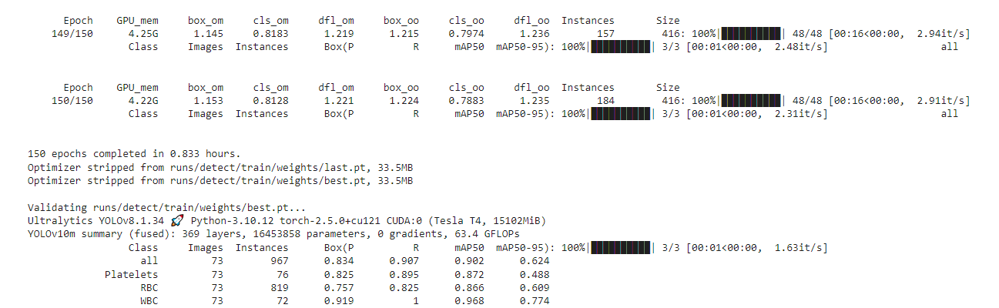 Epoch GPU_mem box_om cls_om dfl_om box_oo cls_oo dfl_oo Instances Size
149/150 4.25G 1.145 0.8183 1.219 1.215 0.7974 1.236 157 416: 100%|██████████| 48/48 [00:16<00:00, 2.94it/s]
Class Images Instances Box(P R mAP50 mAP50-95): 100%|██████████| 3/3 [00:01<00:00, 2.48it/s] all
Epoch GPU_mem box_om cls_om dfl_om box_oo cls_oo dfl_oo Instances Size
150/150 4.22G 1.153 0.8128 1.221 1.224 0.7883 1.235 184 416: 100%|██████████| 48/48 [00:16<00:00, 2.91it/s]
Class Images Instances Box(P R mAP50 mAP50-95): 100%|██████████| 3/3 [00:01<00:00, 2.31it/s] all
150 epochs completed in 0.833 hours.
Optimizer stripped from runs/detect/train/weights/last.pt, 33.5MB
Optimizer stripped from runs/detect/train/weights/best.pt, 33.5MB
Validating runs/detect/train/weights/best.pt...
Ultralytics YOLOv8.1.34 🚀 Python-3.10.12 torch-2.5.0+cu121 CUDA:0 (Tesla T4, 15102MiB)
YOLOv10m summary (fused): 369 layers, 16453858 parameters, 0 gradients, 63.4 GFLOPs
Class Images Instances Box(P R mAP50 mAP50-95): 100%|██████████| 3/3 [00:01<00:00, 1.63it/s]
all 73 967 0.834 0.907 0.902 0.624
Platelets 73 76 0.825 0.895 0.872 0.488
RBC 73 819 0.757 0.825 0.866 0.609
WBC 73 72 0.919 1 0.968 0.774